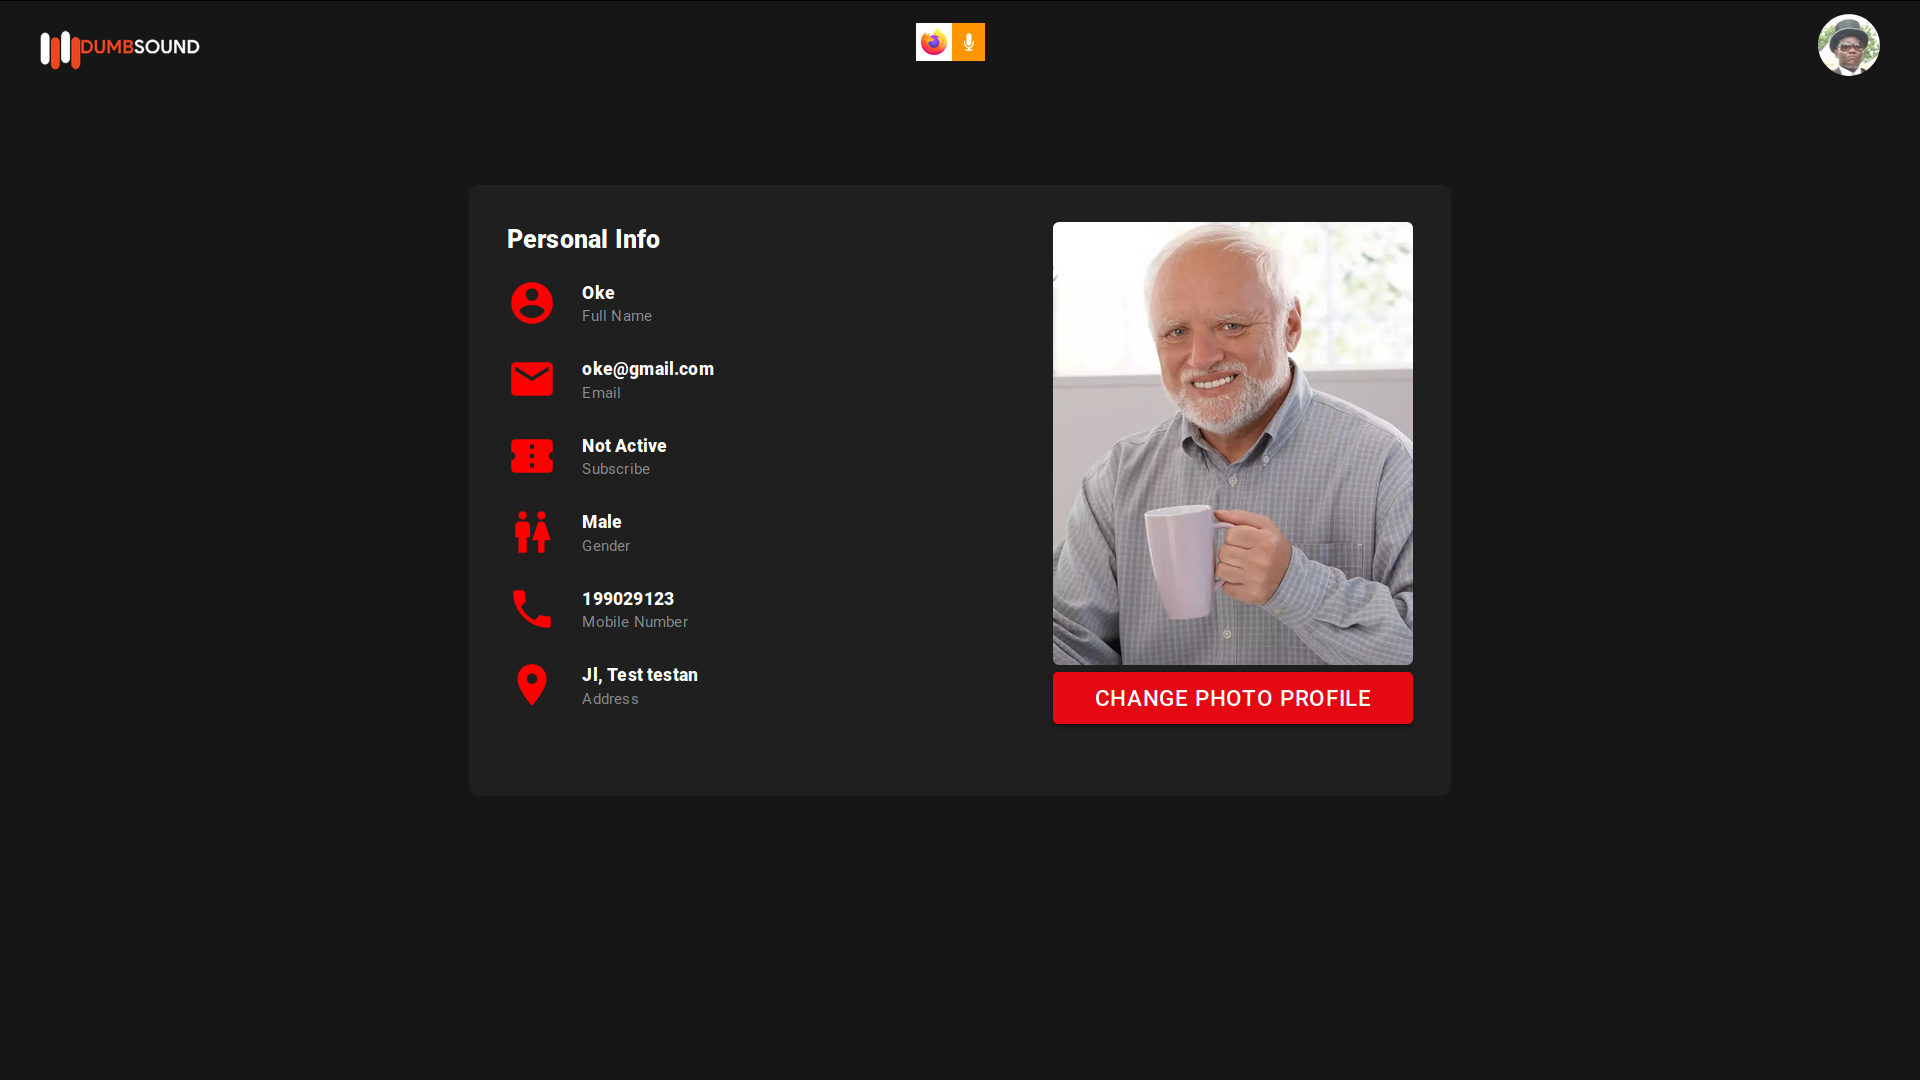 DUMBSOUND
Personal Info
Oke
Full Name
oke@gmail.com
Email
Not Active
Subscribe
Male
Gender
199029123
Mobile Number
Jl, Test testan
Address
CHANGE PHOTO PROFILE